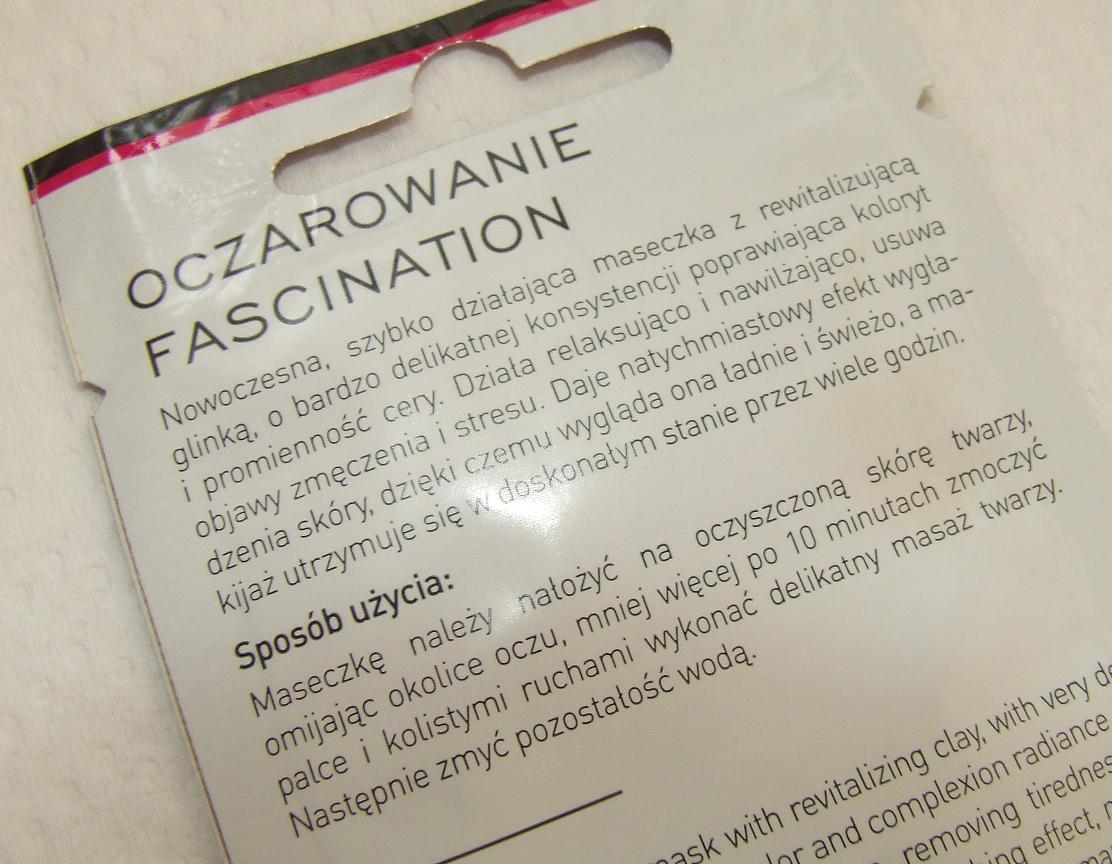 OCZAROWANIE
FASCINATION
Nowoczesna, szybko działająca maseczka z rewitalizującą
glinką, o bardzo delikatnej konsystencji poprawiająca koloryt
i promienność cery. Działa relaksująco i nawilżająco, usuwa
objawy zmęczenia i stresu. Daje natychmiastowy efekt wygła-
dzenia skóry, dzięki czemu wygląda ona ładnie i świeżo, a ma-
kijaż utrzymuje się w doskonałym stanie przez wiele godzin.
Sposób użycia:
Maseczkę należy nałożyć na oczyszczoną skórę twarzy,
omijając okolice oczu, mniej więcej po 10 minutach zmoczyć
palce i kolistymi ruchami wykonać delikatny masaż twarzy.
Następnie zmyć pozostałość wodą.
mask with revitalizing clay, with very
and complexion radiance
removing
effect,